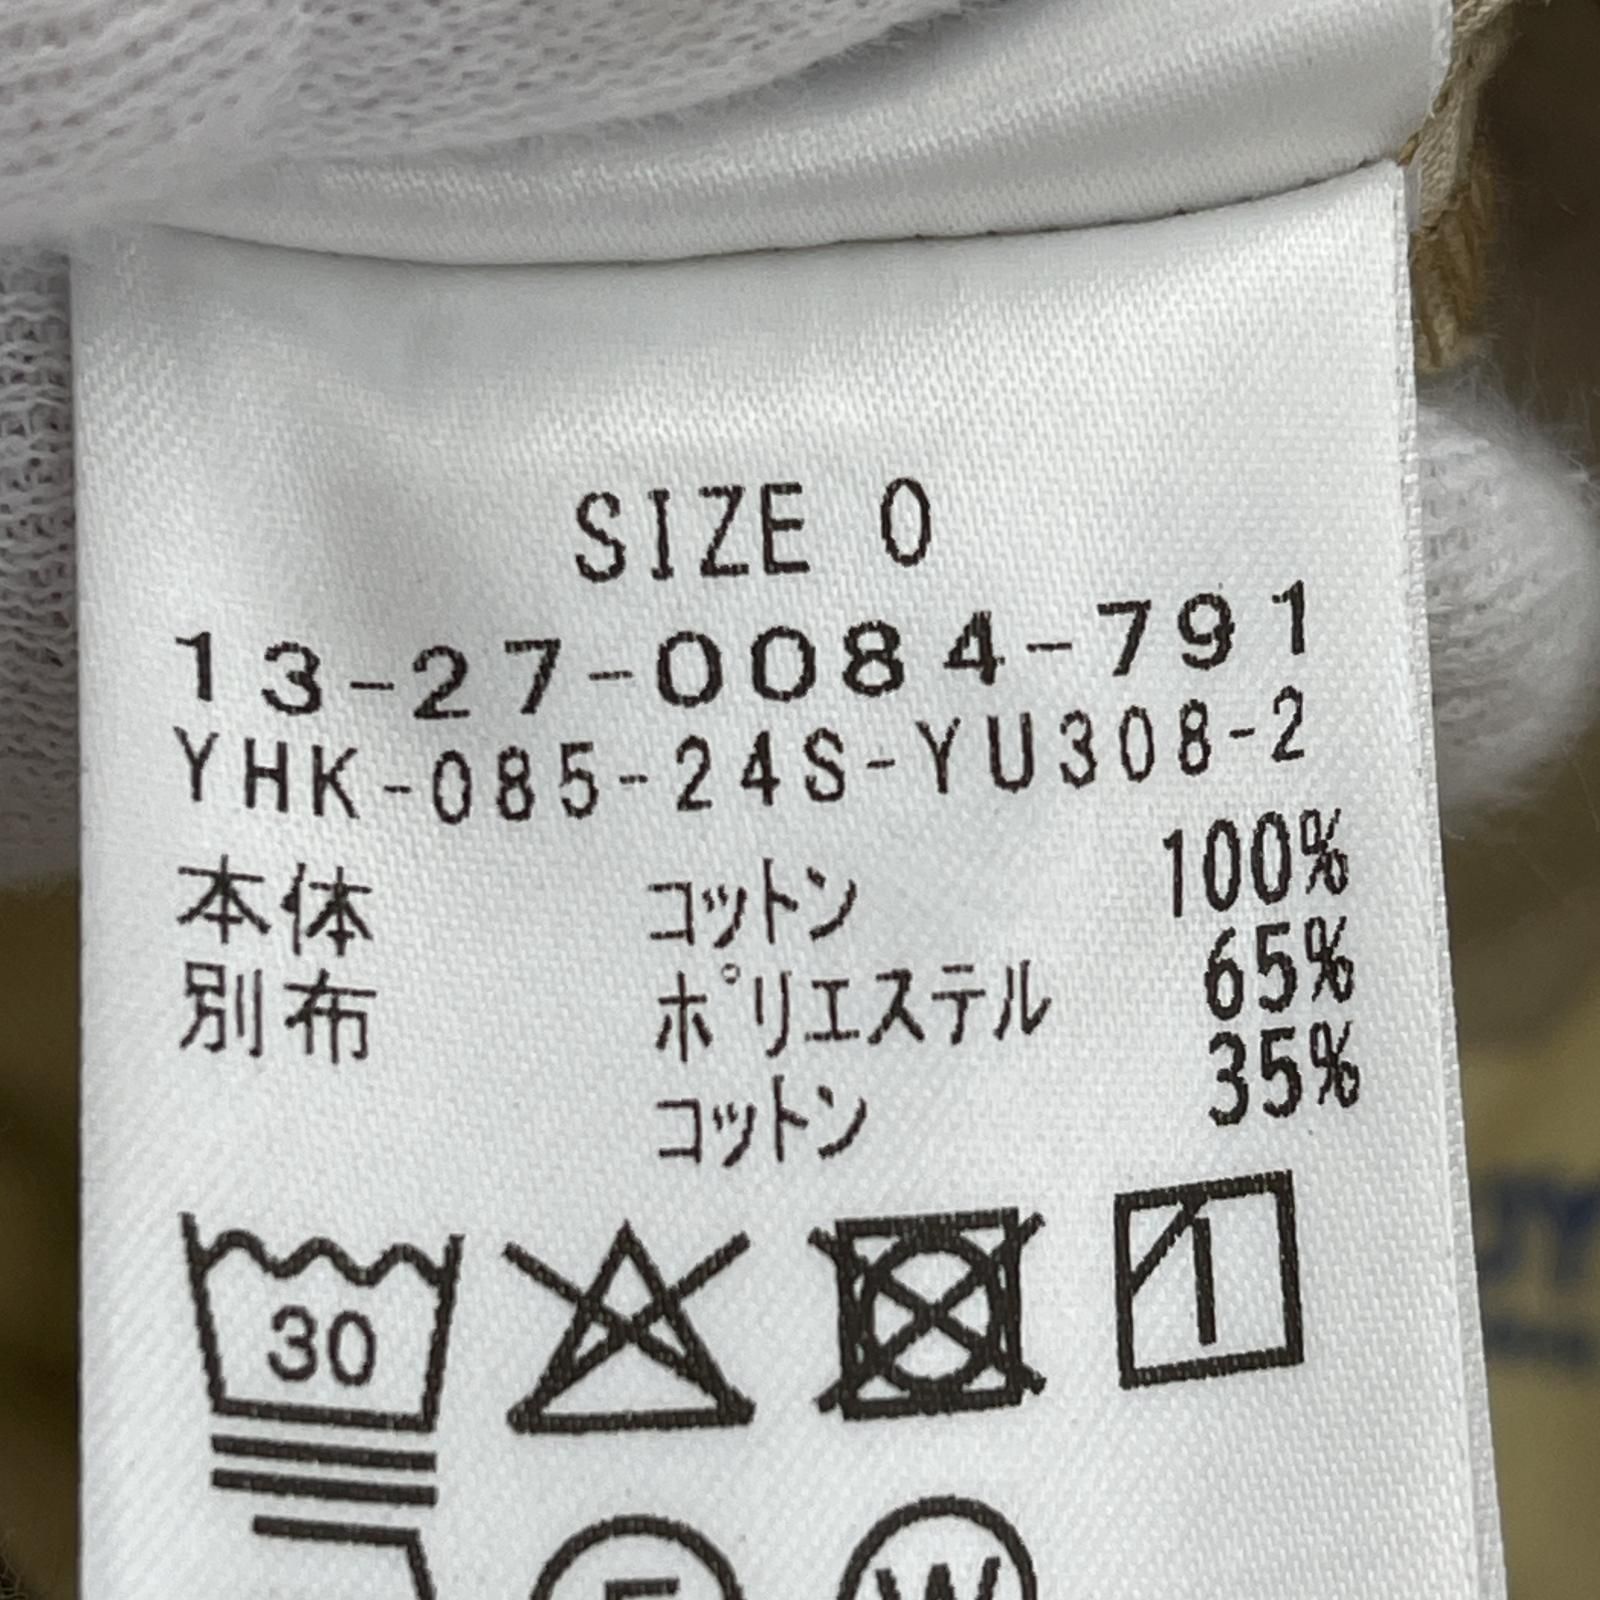 SIZE 0
13-27-0084-791
YHK-085-24S-YU308-2
本体 コットン 100%
別布 ポリエステル 65%
コットン 35%
30
W